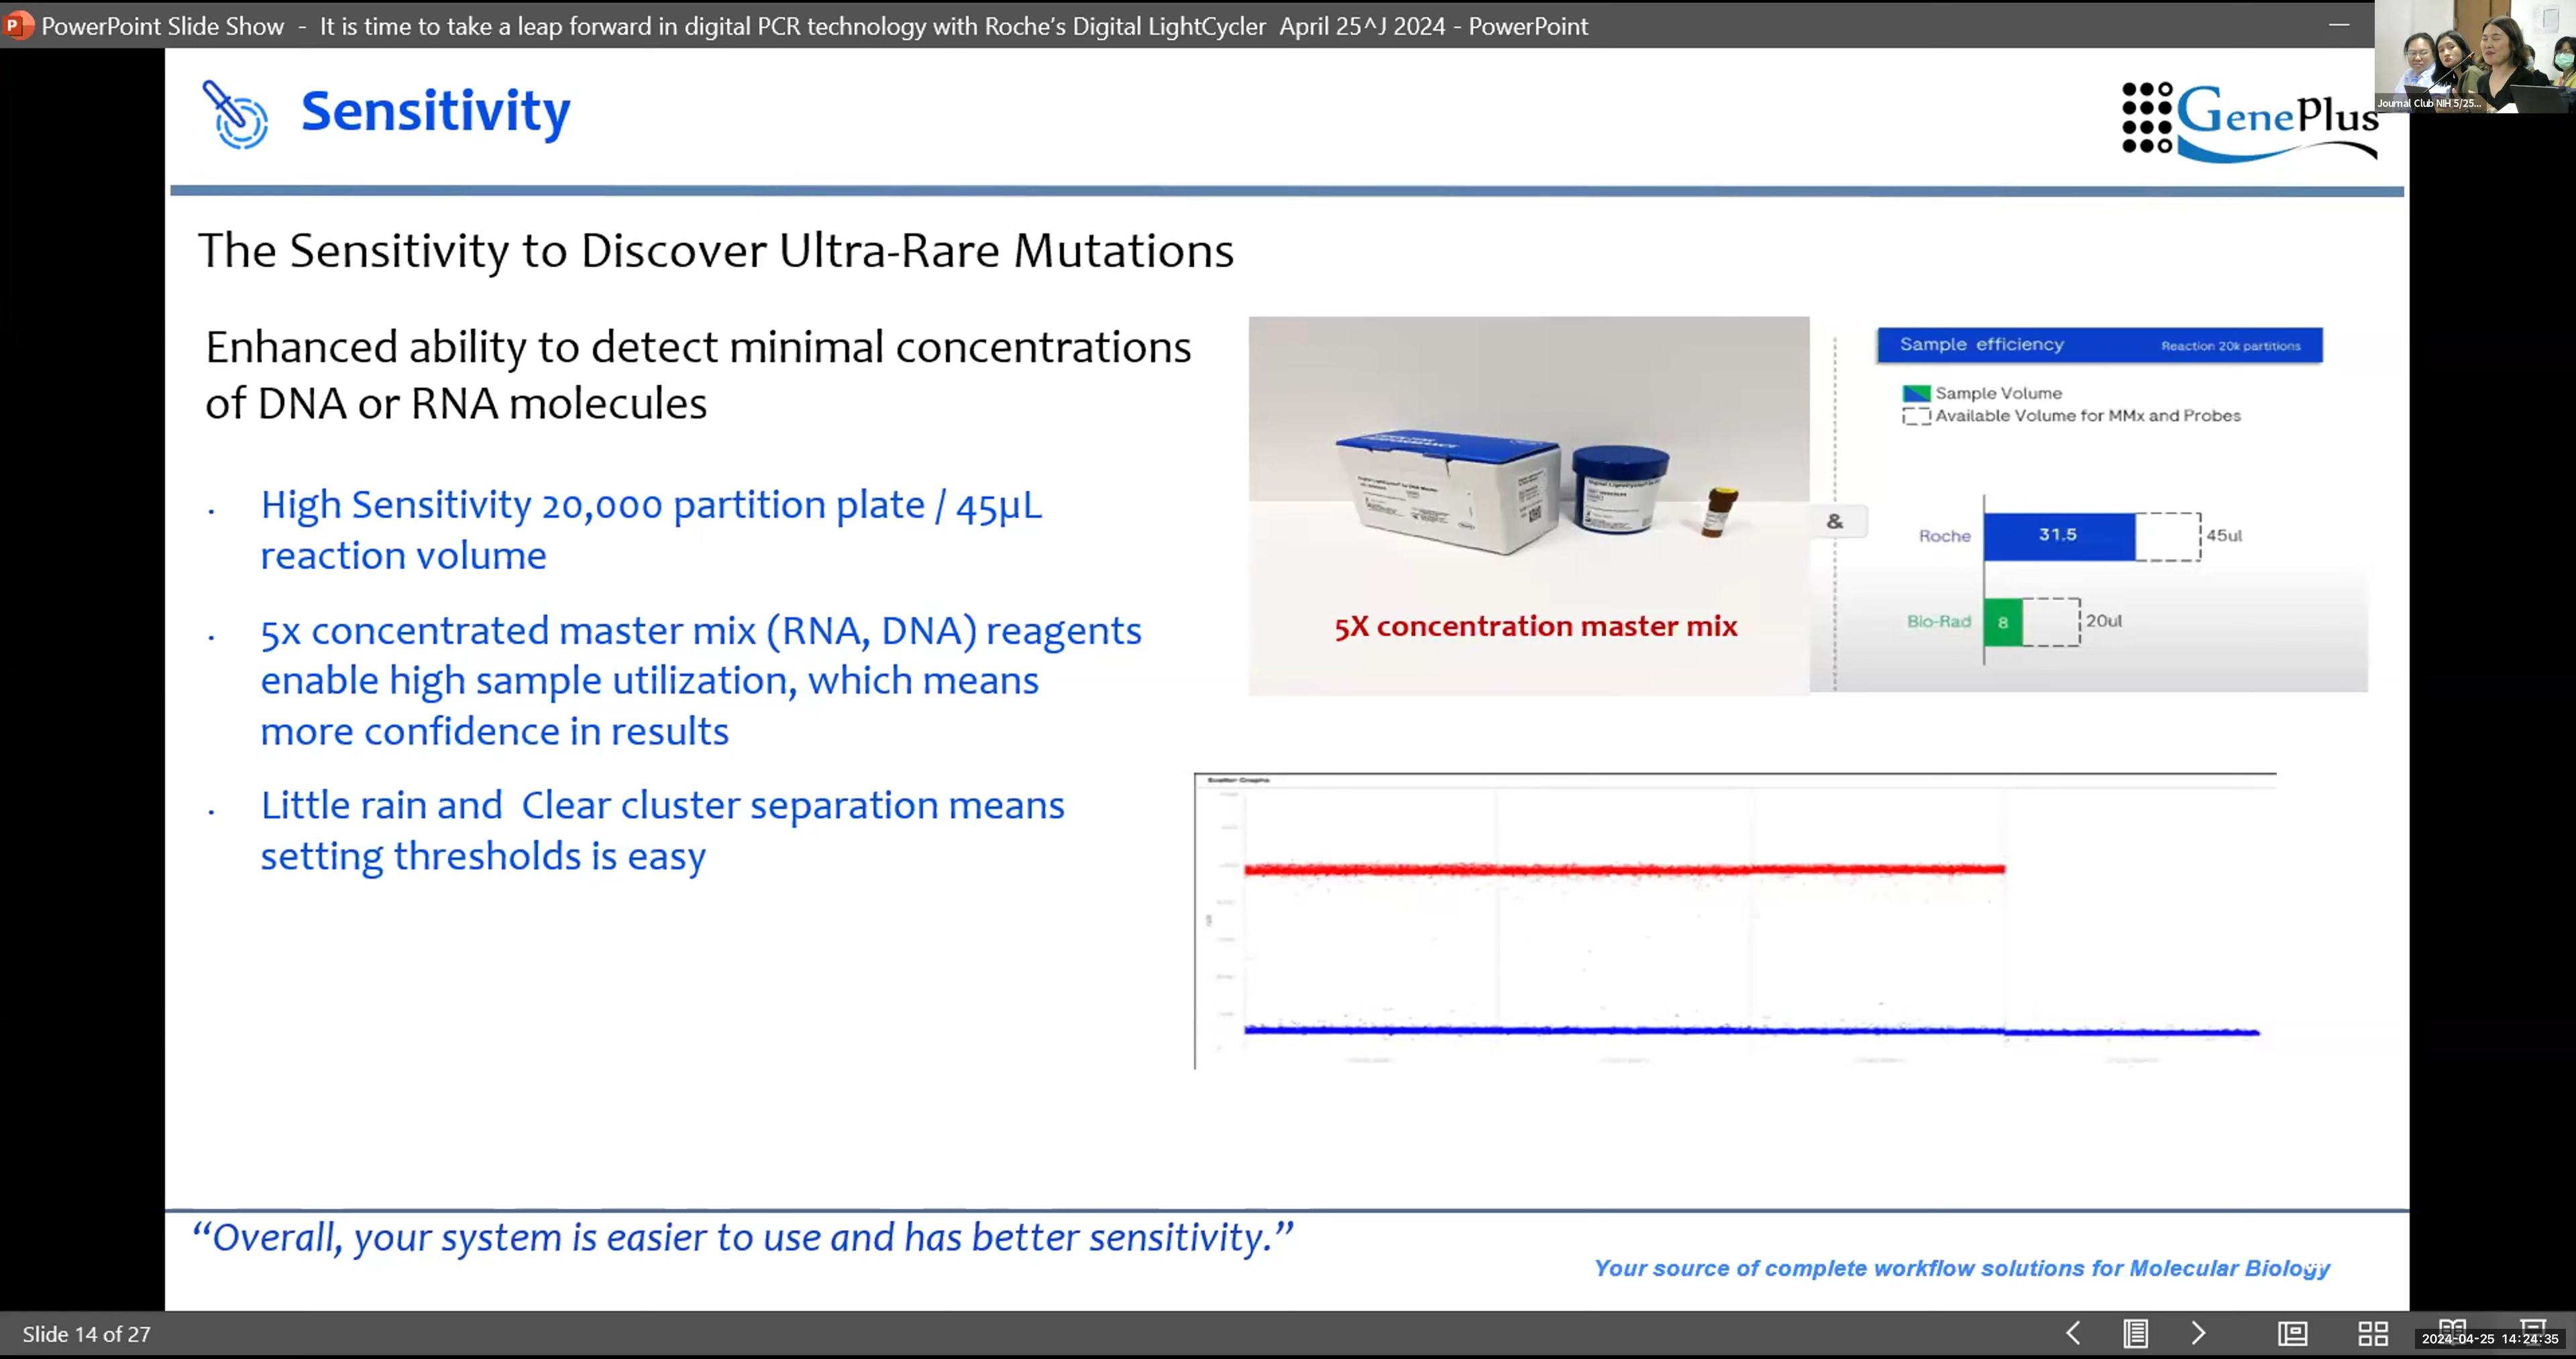 PowerPoint Slide Show - It is time to take a leap forward in digital PCR technology with Roche's Digital LightCycler April 25^J 2024 - PowerPoint
Journal Club NIH 5/25...
Sensitivity
GenePlus
The Sensitivity to Discover Ultra-Rare Mutations
Enhanced ability to detect minimal concentrations
of DNA or RNA molecules
· High Sensitivity 20,000 partition plate / 45µL
reaction volume
· 5x concentrated master mix (RNA, DNA) reagents
enable high sample utilization, which means
more confidence in results
· Little rain and Clear cluster separation means
setting thresholds is easy
5X concentration master mix
&
Sample efficiency Reaction 20k partitions
Sample Volume
Available Volume for MMx and Probes
Roche 31.5 45ul
Bio-Rad 8 20ul
Scatter Graphs
“Overall, your system is easier to use and has better sensitivity.”
Your source of complete workflow solutions for Molecular Biology
Slide 14 of 27
2024-04-25 14:24:35